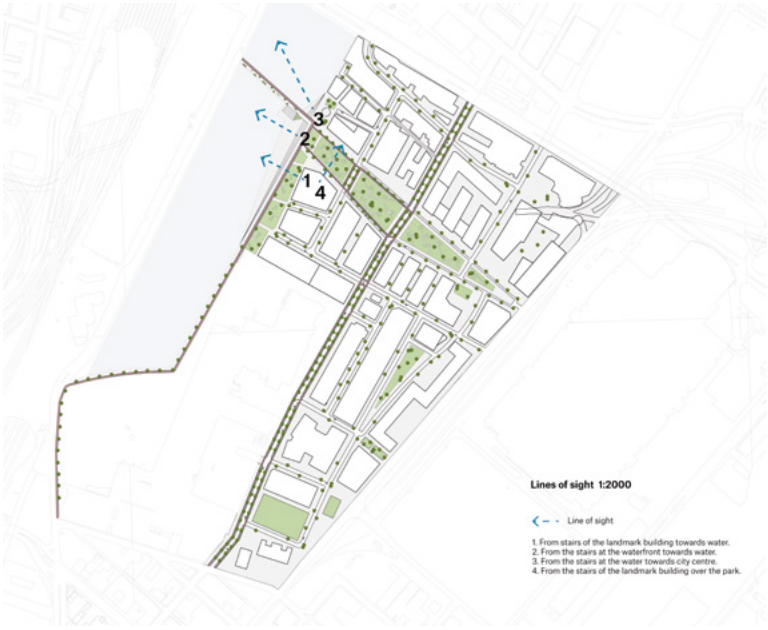 3
2
1
4
Lines of sight 1:2000
Line of sight
1. From stairs of the landmark building towards water.
2. From the stairs at the waterfront towards water.
3. From the stairs at the water towards city centre.
4. From the stairs of the landmark building over the park.